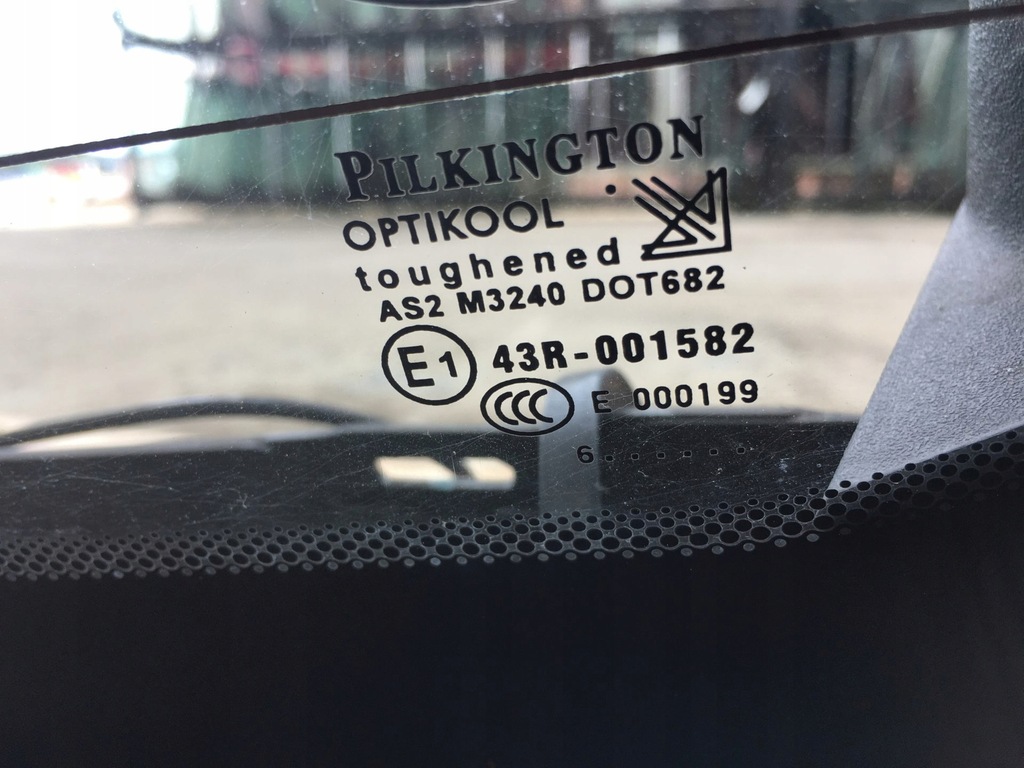 PILKINGTON
OPTIKOOL
toughened
AS2 M3240 DOT682
E1 43R-001582
CCC E 000199
6......